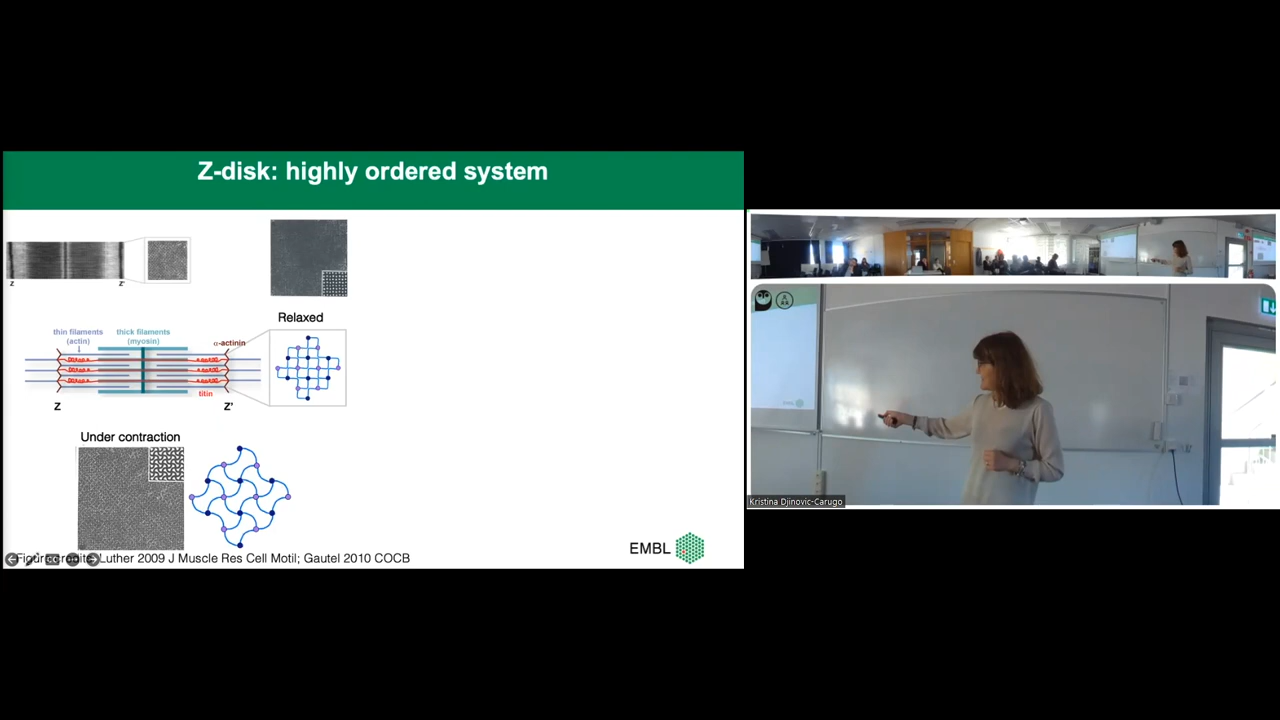 Z-disk: highly ordered system
Z
Z'
Relaxed
thin filaments
(actin)
thick filaments
(myosin)
α-actinin
titin
Z
Z'
Under contraction
Luther 2009 J Muscle Res Cell Motil; Gautel 2010 COCB
EMBL
Kristina Djinovic-Carugo